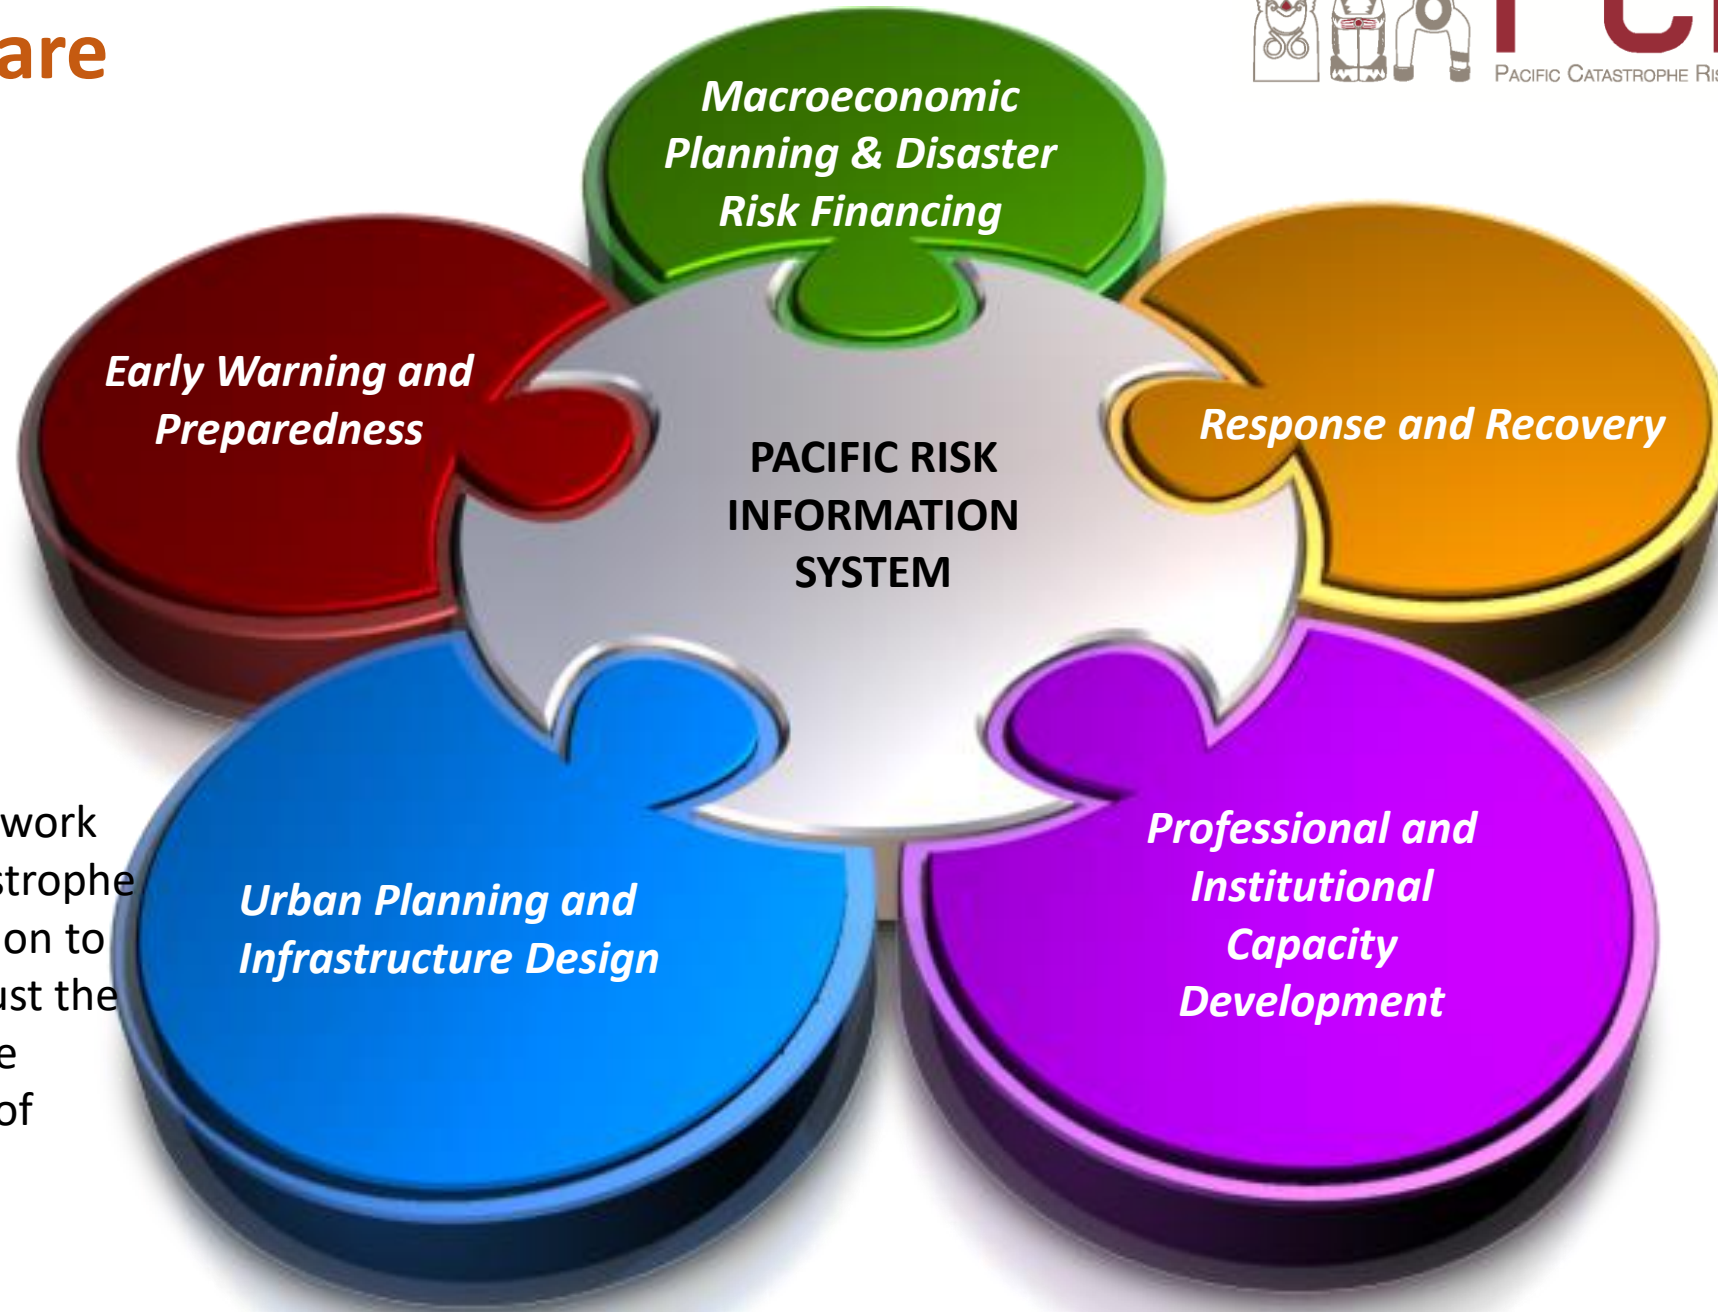 are
PACIFIC CATASTROPHE
Macroeconomic
Planning & Disaster
Risk Financing
Early Warning and
Preparedness
Response and Recovery
PACIFIC RISK
INFORMATION
SYSTEM
work
strophe
on to
ust the
e
of
Urban Planning and
Infrastructure Design
Professional and
Institutional
Capacity
Development